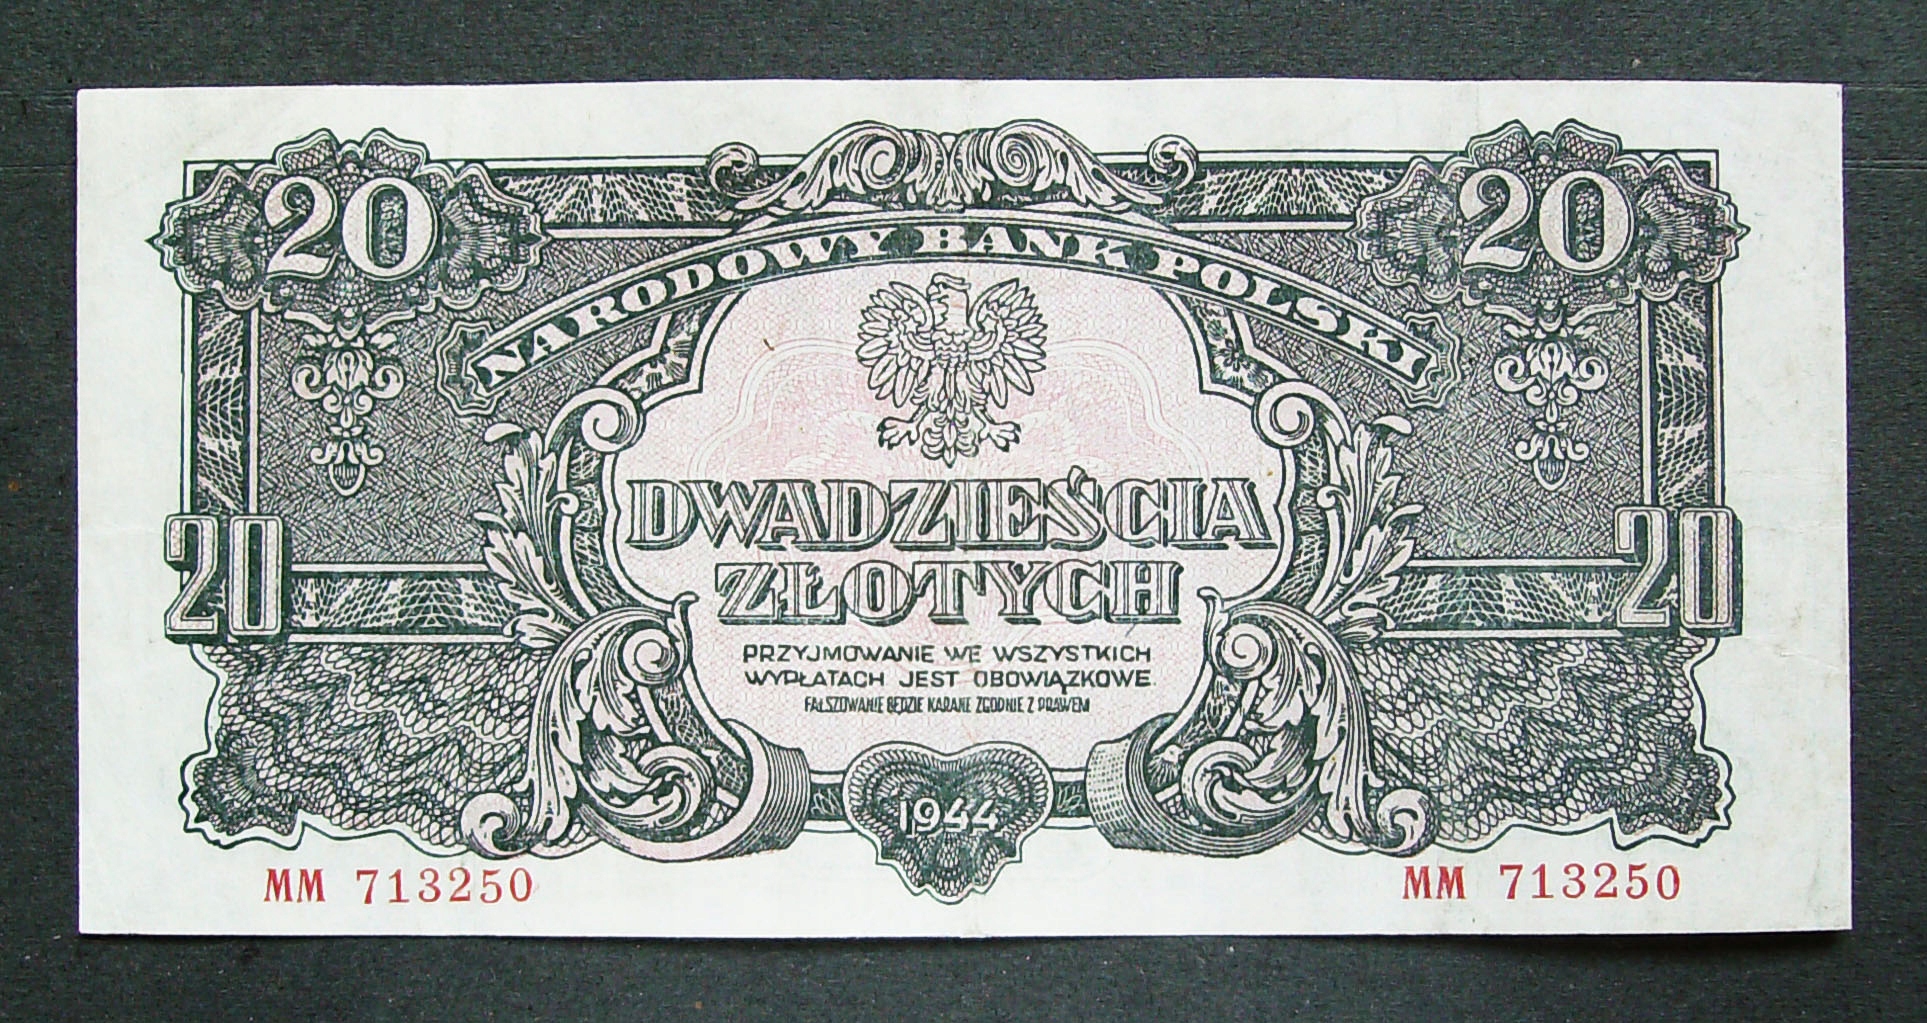 20 20
NARODOWY BANK POLSKI
DWADZIEŚCIA
ZŁOTYCH
20 20
PRZYJMOWANIE WE WSZYSTKICH
WYPŁATACH JEST OBOWIĄZKOWE.
FAŁSZOWANIE BĘDZIE KARANE ZGODNIE Z PRAWEM
1944
MM 713250 MM 713250